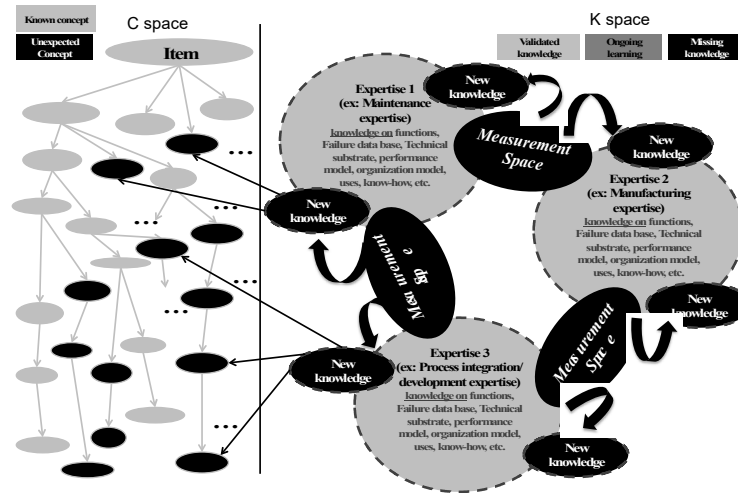 Known concept
Unexpected
Concept
C space
K space
Validated
knowledge
Ongoing
learning
Missing
knowledge
Item
...
...
...
...
...
...
Expertise 1
(ex: Maintenance
expertise)
knowledge on functions,
Failure data base, Technical
substrate, performance
model, organization model,
uses, know-how, etc.
New
knowledge
Measurement
Space
New
knowledge
Expertise 2
(ex: Manufacturing
expertise)
knowledge on functions,
Failure data base, Technical
substrate, performance
model, organization model,
uses, know-how, etc.
New
knowledge
Measurement
Spce
New
knowledge
Measurement
Spce
New
knowledge
Expertise 3
(ex: Process integration/
development expertise)
knowledge on functions,
Failure data base, Technical
substrate, performance
model, organization model,
uses, know-how, etc.
New
knowledge